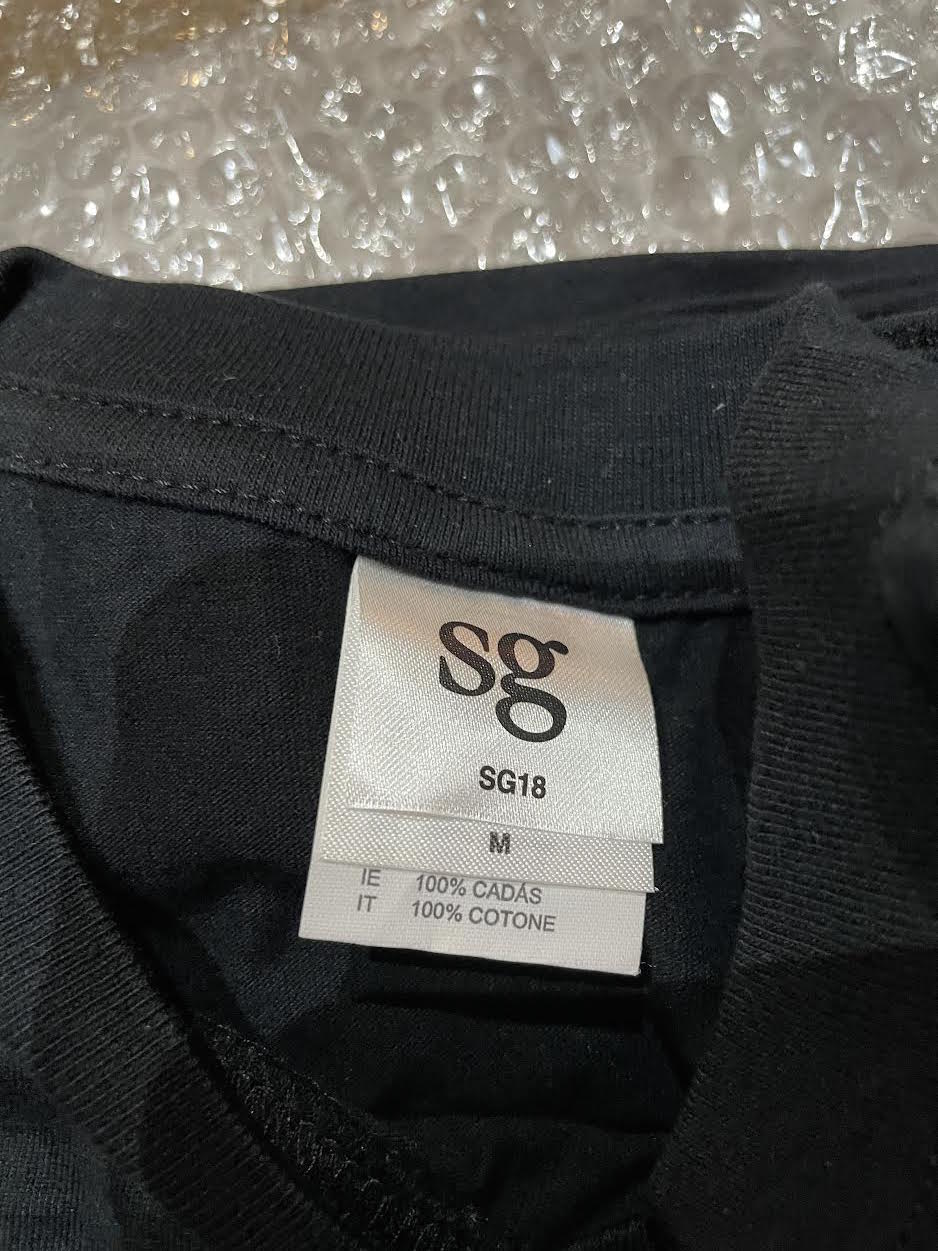 sg
SG18
M
IE 100% CADÁS
IT 100% COTONE